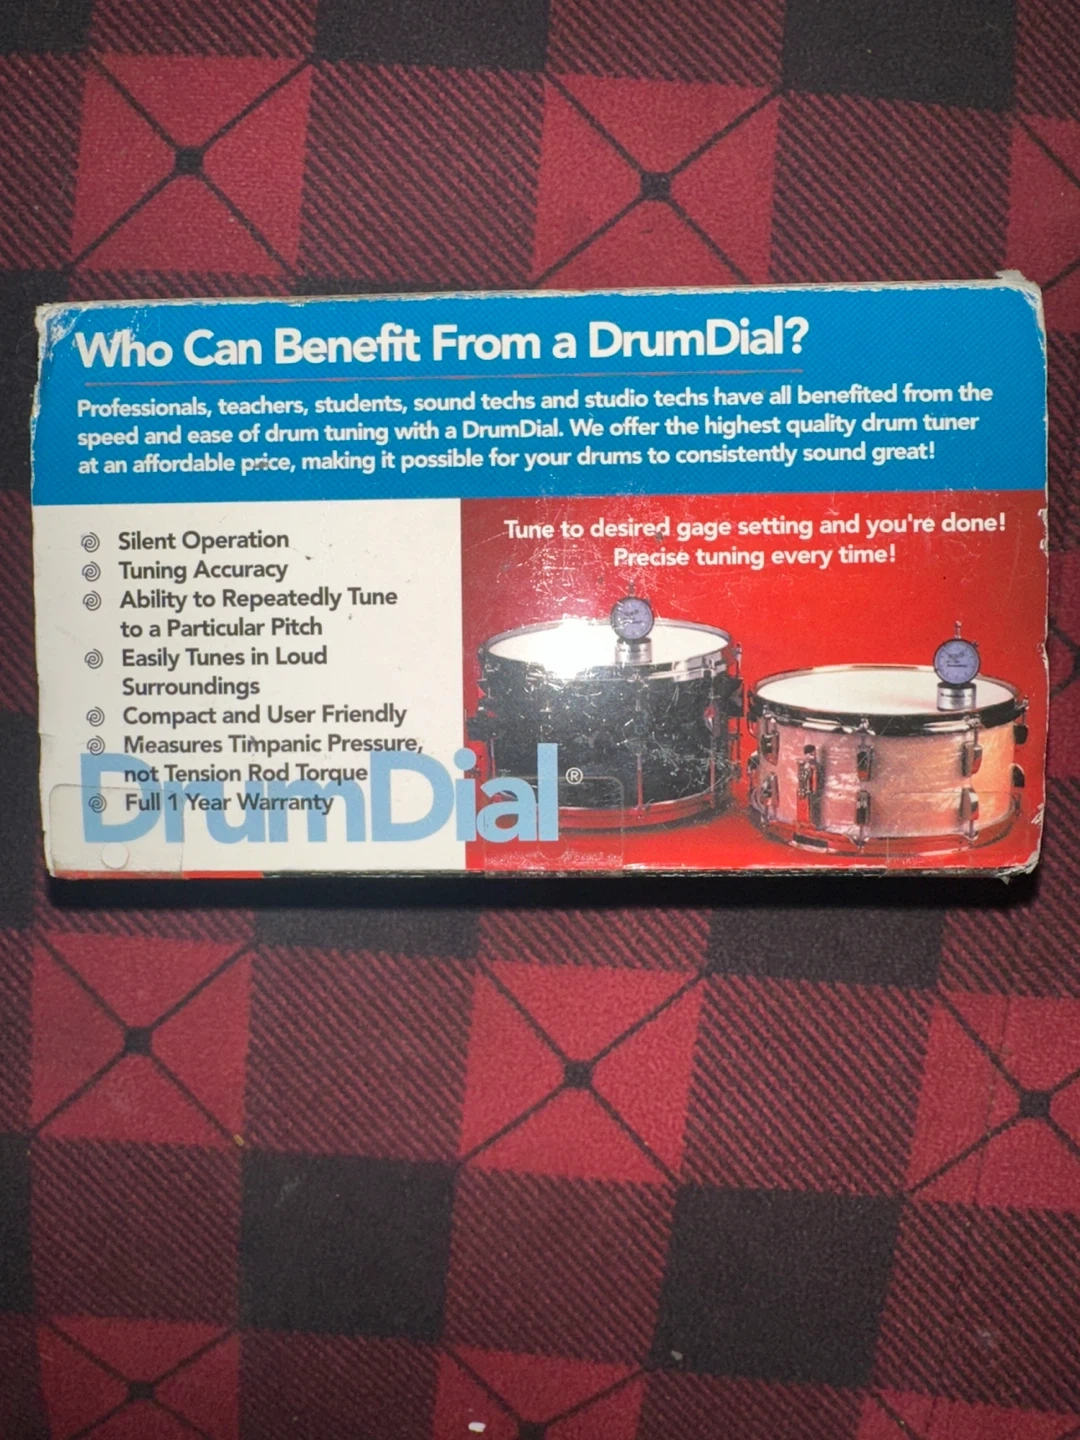 Who Can Benefit From a DrumDial?
Professionals, teachers, students, sound techs and studio techs have all benefited from the
speed and ease of drum tuning with a DrumDial. We offer the highest quality drum tuner
at an affordable price, making it possible for your drums to consistently sound great!
Silent Operation
Tuning Accuracy
Ability to Repeatedly Tune
to a Particular Pitch
Easily Tunes in Loud
Surroundings
Compact and User Friendly
Measures Timpanic Pressure,
not Tension Rod Torque
Full 1 Year Warranty
DrumDial®
Tune to desired gage setting and you're done!
Precise tuning every time!